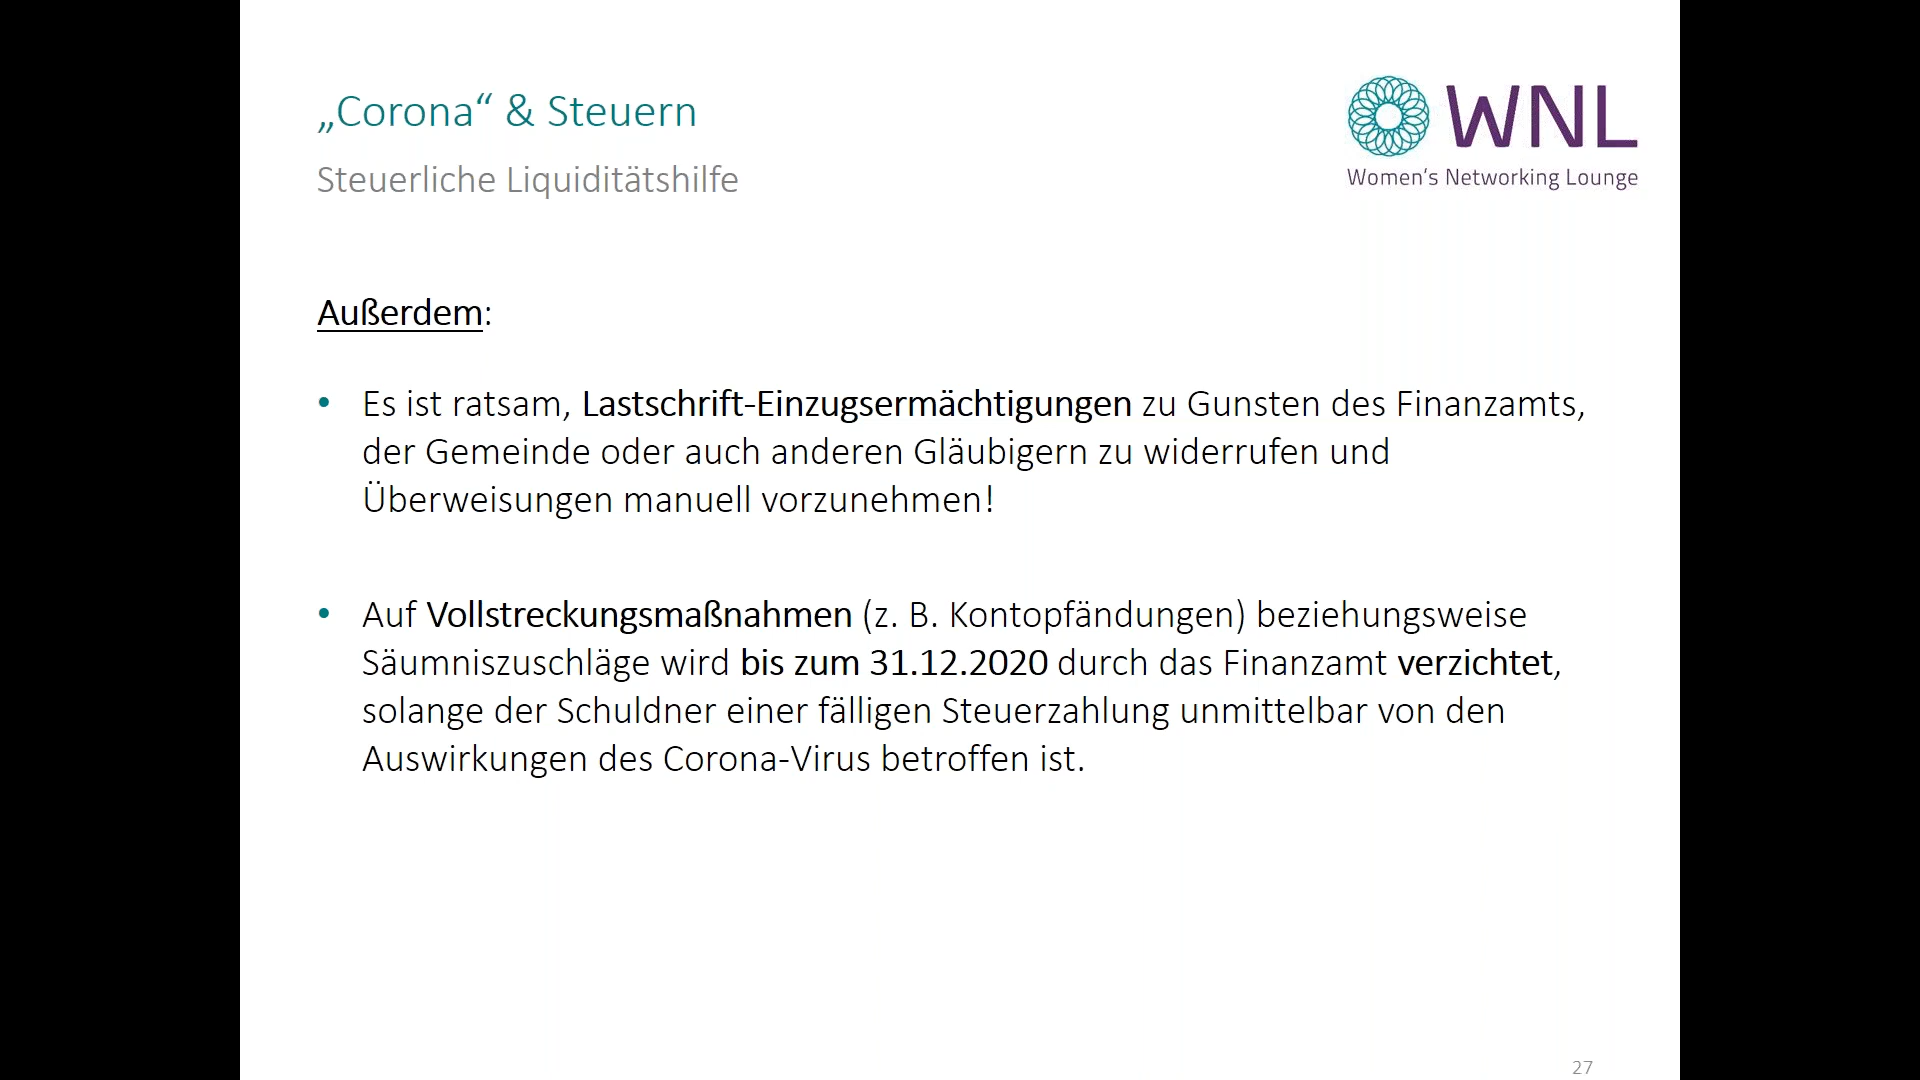 „Corona“ & Steuern
WNL
Steuerliche Liquiditätshilfe
Women's Networking Lounge
Außerdem:
• Es ist ratsam, Lastschrift-Einzugsermächtigungen zu Gunsten des Finanzamts,
der Gemeinde oder auch anderen Gläubigern zu widerrufen und
Überweisungen manuell vorzunehmen!
• Auf Vollstreckungsmaßnahmen (z. B. Kontopfändungen) beziehungsweise
Säumniszuschläge wird bis zum 31.12.2020 durch das Finanzamt verzichtet,
solange der Schuldner einer fälligen Steuerzahlung unmittelbar von den
Auswirkungen des Corona-Virus betroffen ist.
27